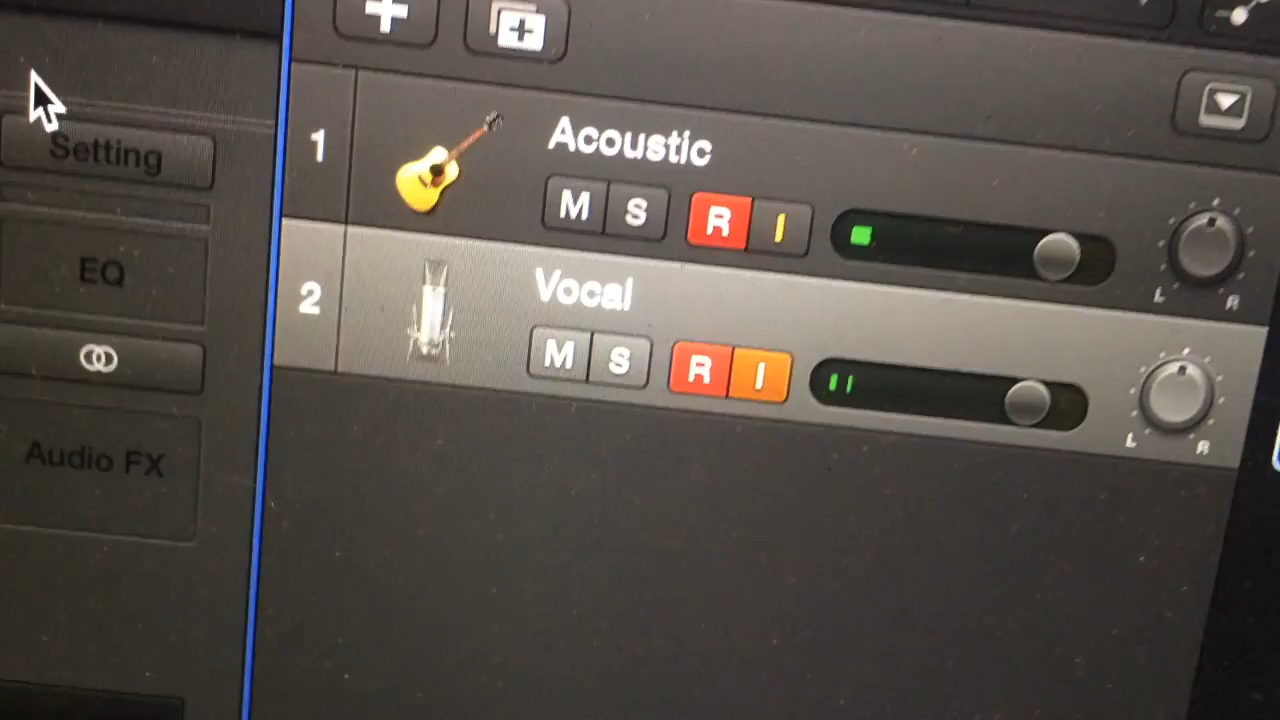 Setting
EQ
Audio FX
1
Acoustic
M S R I
L R
2
Vocal
M S R I
L R